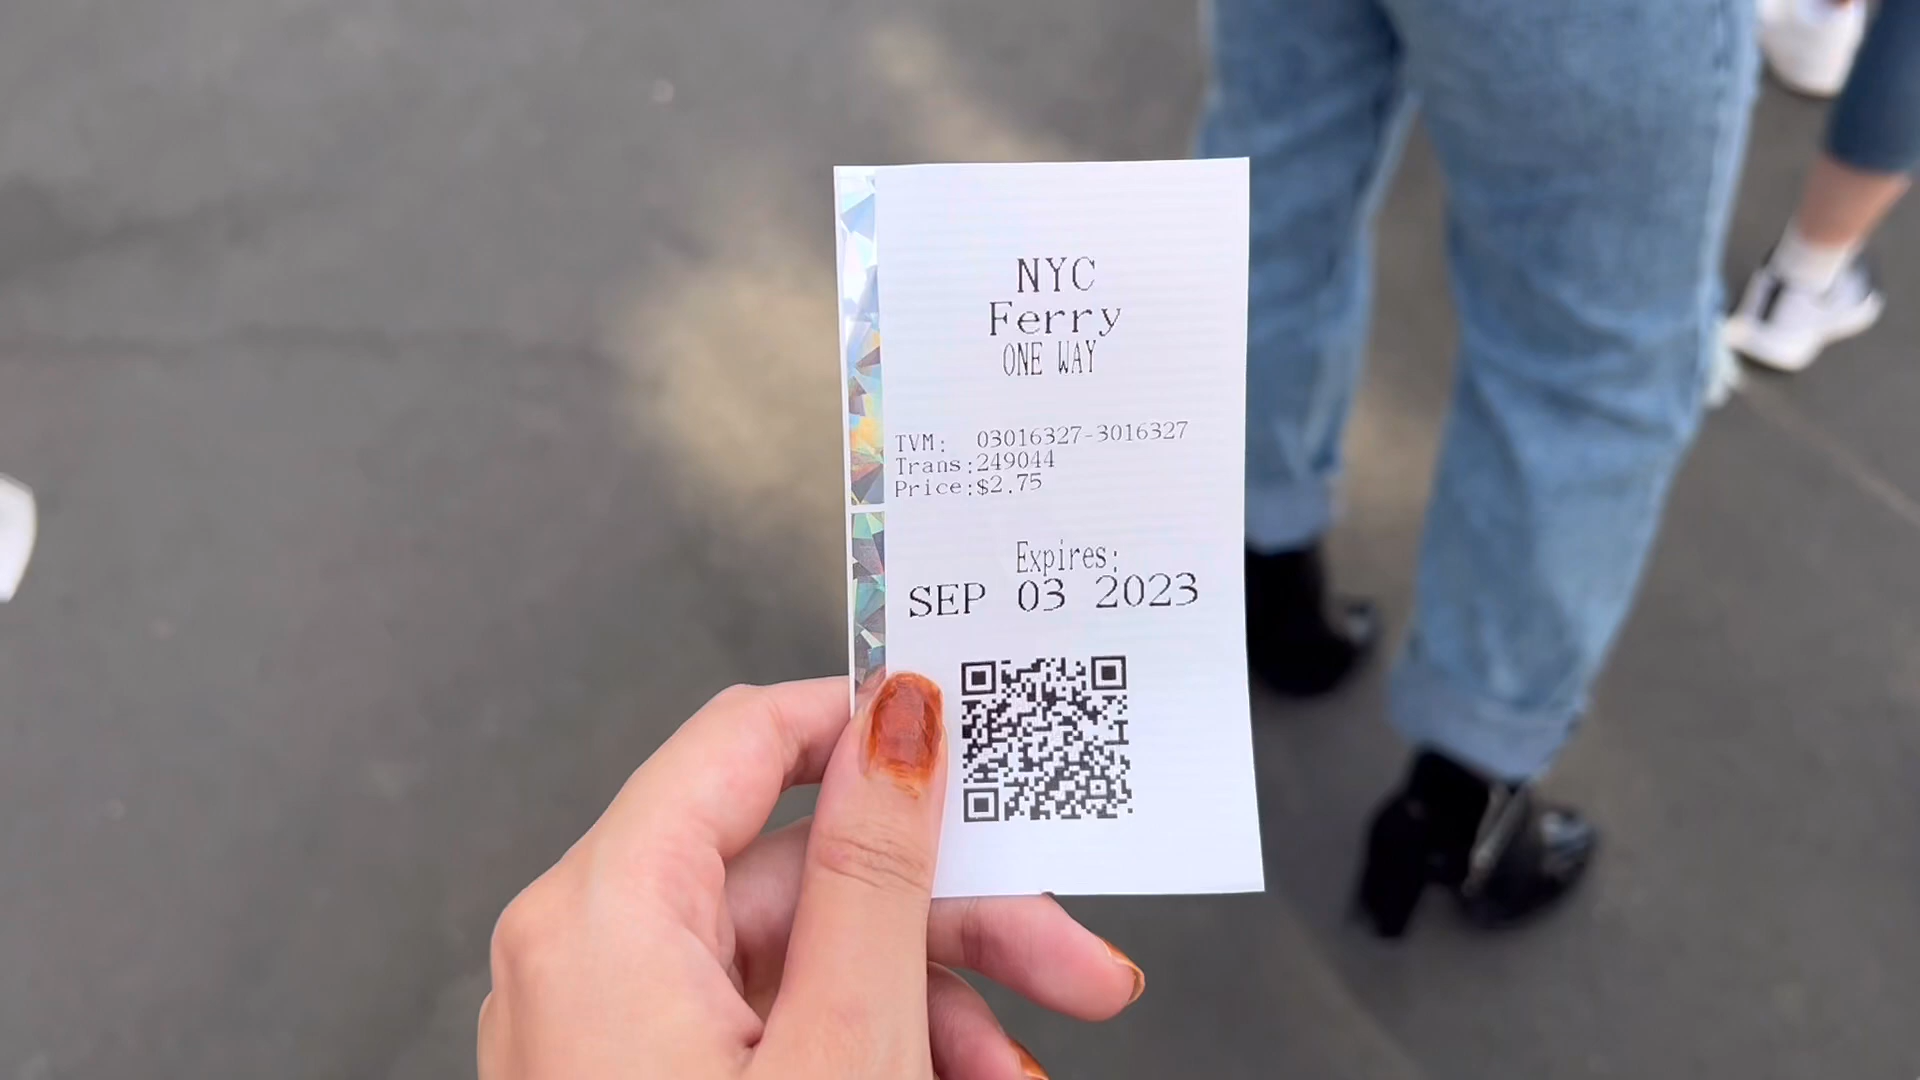 NYC
Ferry
ONE WAY
TVM: 03016327-3016327
Trans:249044
Price:$2.75
Expires:
SEP 03 2023